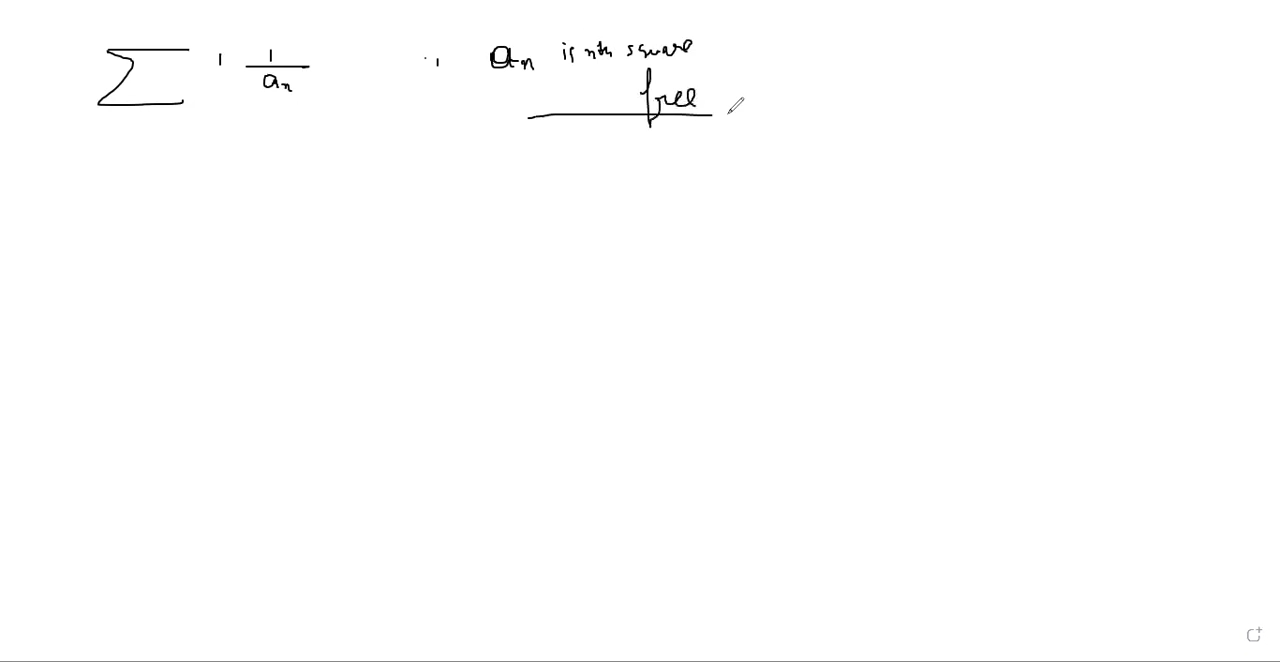 ∑ 1/aₙ , aₙ is nth square
free